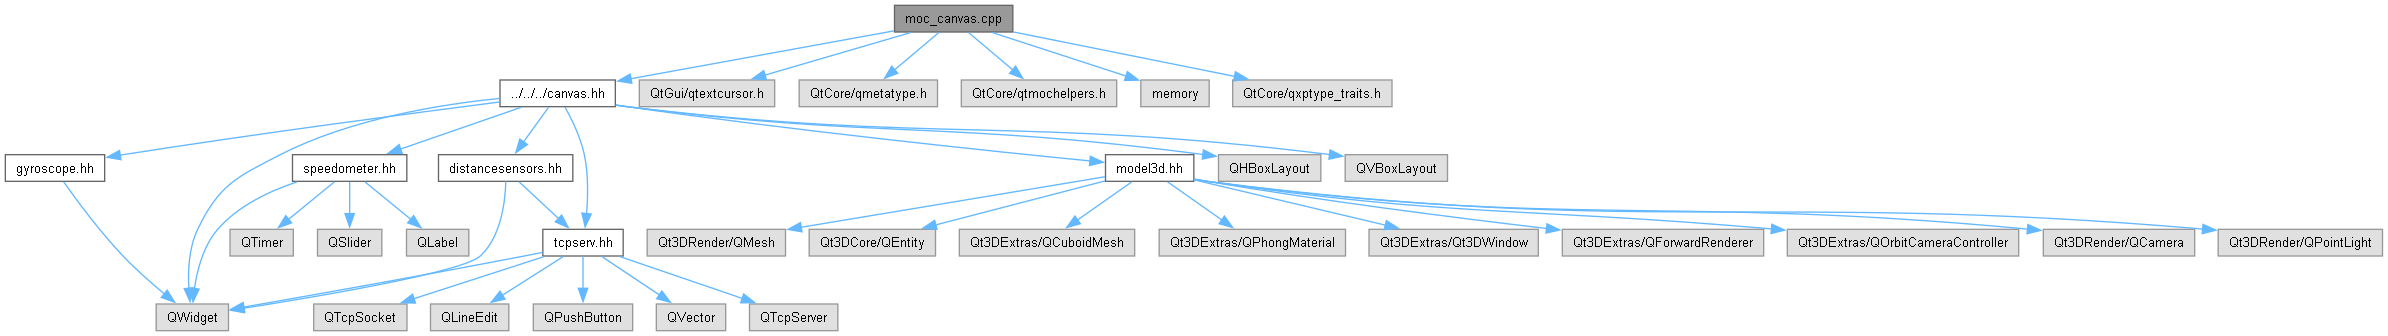 moc_canvas.cpp
../../../canvas.hh
QtGui/qtextcursor.h
QtCore/qmetatype.h
QtCore/qtmochelpers.h
memory
QtCore/qxptype_traits.h
gyroscope.hh
speedometer.hh
distancesensors.hh
model3d.hh
QHBoxLayout
QVBoxLayout
QTimer
QSlider
QLabel
tcpserv.hh
Qt3DRender/QMesh
Qt3DCore/QEntity
Qt3DExtras/QCuboidMesh
Qt3DExtras/QPhongMaterial
Qt3DExtras/Qt3DWindow
Qt3DExtras/QForwardRenderer
Qt3DExtras/QOrbitCameraController
Qt3DRender/QCamera
Qt3DRender/QPointLight
QWidget
QTcpSocket
QLineEdit
QPushButton
QVector
QTcpServer